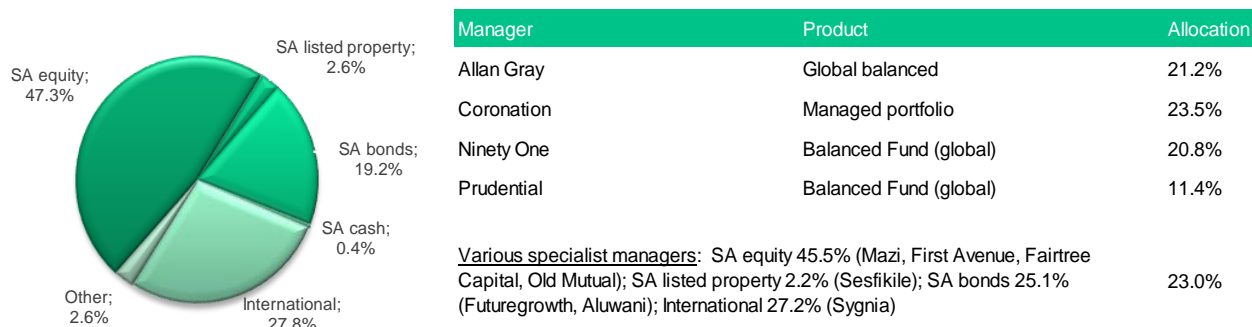 SA equity;
47.3%
SA listed property;
2.6%
SA bonds;
19.2%
SA cash;
0.4%
International;
27.8%
Other;
2.6%
Manager Product Allocation
Allan Gray Global balanced 21.2%
Coronation Managed portfolio 23.5%
Ninety One Balanced Fund (global) 20.8%
Prudential Balanced Fund (global) 11.4%
Various specialist managers: SA equity 45.5% (Mazi, First Avenue, Fairtree
Capital, Old Mutual); SA listed property 2.2% (Sesfikile); SA bonds 25.1%
(Futuregrowth, Aluwani); International 27.2% (Sygnia)
23.0%